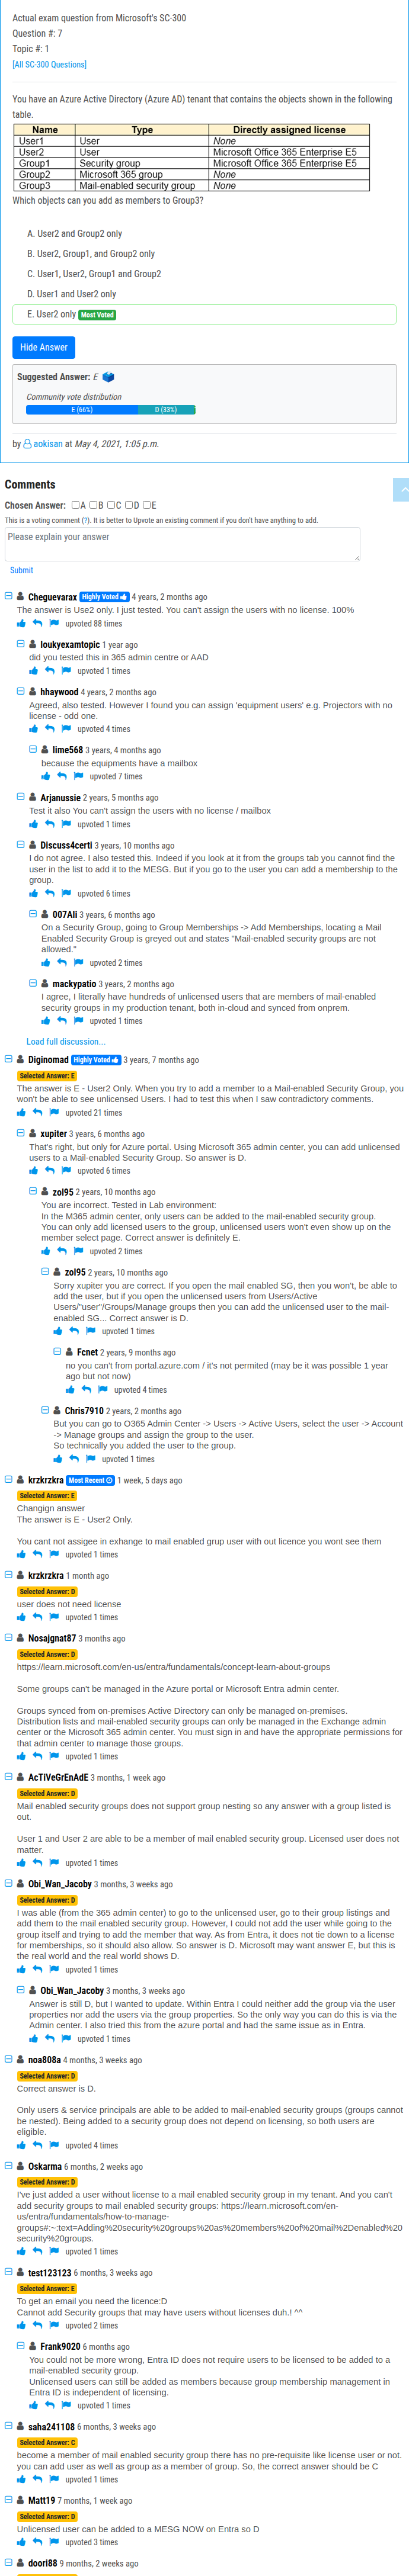 Actual exam question from Microsoft's SC-300
Question #: 7
Topic #: 1
[All SC-300 Questions]
You have an Azure Active Directory (Azure AD) tenant that contains the objects shown in the following
table.
Name Type Directly assigned license
User1 User None
User2 User Microsoft Office 365 Enterprise E5
Group1 Security group Microsoft Office 365 Enterprise E5
Group2 Microsoft 365 group None
Group3 Mail-enabled security group None
Which objects can you add as members to Group3?
A. User2 and Group2 only
B. User2, Group1, and Group2 only
C. User1, User2, Group1 and Group2
D. User1 and User2 only
E. User2 only Most Voted
Hide Answer
Suggested Answer: E
Community vote distribution
E (66%) D (33%)
by aokisan at May 4, 2021, 1:05 p.m.
Comments
Chosen Answer: A B C D E
This is a voting comment (?). It is better to Upvote an existing comment if you don't have anything to add.
Please explain your answer
Submit
Cheguevarax Highly Voted 4 years, 2 months ago
The answer is Use2 only. I just tested. You can't assign the users with no license. 100%
upvoted 88 times
loukyexamtopic 1 year ago
did you tested this in 365 admin centre or AAD
upvoted 1 times
hhaywood 4 years, 2 months ago
Agreed, also tested. However I found you can assign 'equipment users' e.g. Projectors with no
license - odd one.
upvoted 4 times
lime568 3 years, 4 months ago
because the equipments have a mailbox
upvoted 7 times
Arjanussie 2 years, 5 months ago
Test it also You can't assign the users with no license / mailbox
upvoted 1 times
Discuss4certi 3 years, 10 months ago
I do not agree. I also tested this. Indeed if you look at it from the groups tab you cannot find the
user in the list to add it to the MESG. But if you go to the user you can add a membership to the
group.
upvoted 6 times
007Ali 3 years, 6 months ago
On a Security Group, going to Group Memberships -> Add Memberships, locating a Mail
Enabled Security Group is greyed out and states "Mail-enabled security groups are not
allowed."
upvoted 2 times
mackypatio 3 years, 2 months ago
I agree, I literally have hundreds of unlicensed users that are members of mail-enabled
security groups in my production tenant, both in-cloud and synced from onprem.
upvoted 1 times
Load full discussion...
Diginomad Highly Voted 3 years, 7 months ago
Selected Answer: E
The answer is E - User2 Only. When you try to add a member to a Mail-enabled Security Group, you
won't be able to see unlicensed Users. I had to test this when I saw contradictory comments.
upvoted 21 times
xupiter 3 years, 6 months ago
That's right, but only for Azure portal. Using Microsoft 365 admin center, you can add unlicensed
users to a Mail-enabled Security Group. So answer is D.
upvoted 6 times
zol95 2 years, 10 months ago
You are incorrect. Tested in Lab environment:
In the M365 admin center, only users can be added to the mail-enabled security group.
You can only add licensed users to the group, unlicensed users won't even show up on the
member select page. Correct answer is definitely E.
upvoted 2 times
zol95 2 years, 10 months ago
Sorry xupiter you are correct. If you open the mail enabled SG, then you won't, be able to
add the user, but if you open the unlicensed users from Users/Active
Users/"user"/Groups/Manage groups then you can add the unlicensed user to the mail-
enabled SG... Correct answer is D.
upvoted 1 times
Fcnet 2 years, 9 months ago
no you can't from portal.azure.com / it's not permited (may be it was possible 1 year
ago but not now)
upvoted 4 times
Chris7910 2 years, 2 months ago
But you can go to O365 Admin Center -> Users -> Active Users, select the user -> Account
-> Manage groups and assign the group to the user.
So technically you added the user to the group.
upvoted 1 times
krzkrzkra Most Recent 1 week, 5 days ago
Selected Answer: E
Changign answer
The answer is E - User2 Only.
You cant not assigee in exhange to mail enabled grup user with out licence you wont see them
upvoted 1 times
krzkrzkra 1 month ago
Selected Answer: D
user does not need license
upvoted 1 times
Nosajgnat87 3 months ago
Selected Answer: D
https://learn.microsoft.com/en-us/entra/fundamentals/concept-learn-about-groups
Some groups can't be managed in the Azure portal or Microsoft Entra admin center.
Groups synced from on-premises Active Directory can only be managed on-premises.
Distribution lists and mail-enabled security groups can only be managed in the Exchange admin
center or the Microsoft 365 admin center. You must sign in and have the appropriate permissions for
that admin center to manage those groups.
upvoted 1 times
AcTiVeGrEnAdE 3 months, 1 week ago
Selected Answer: D
Mail enabled security groups does not support group nesting so any answer with a group listed is
out.
User 1 and User 2 are able to be a member of mail enabled security group. Licensed user does not
matter.
upvoted 1 times
Obi_Wan_Jacoby 3 months, 3 weeks ago
Selected Answer: D
I was able (from the 365 admin center) to go to the unlicensed user, go to their group listings and
add them to the mail enabled security group. However, I could not add the user while going to the
group itself and trying to add the member that way. As from Entra, it does not tie down to a license
for memberships, so it should also allow. So answer is D. Microsoft may want answer E, but this is
the real world and the real world shows D.
upvoted 1 times
Obi_Wan_Jacoby 3 months, 3 weeks ago
Answer is still D, but I wanted to update. Within Entra I could neither add the group via the user
properties nor add the users via the group properties. So the only way you can do this is via the
Admin center. I also tried this from the azure portal and had the same issue as in Entra.
upvoted 1 times
noa808a 4 months, 3 weeks ago
Selected Answer: D
Correct answer is D.
Only users & service principals are able to be added to mail-enabled security groups (groups cannot
be nested). Being added to a security group does not depend on licensing, so both users are
eligible.
upvoted 4 times
Oskarma 6 months, 2 weeks ago
Selected Answer: D
I've just added a user without license to a mail enabled security group in my tenant. And you can't
add security groups to mail enabled security groups: https://learn.microsoft.com/en-
us/entra/fundamentals/how-to-manage-
groups#:~:text=Adding%20security%20groups%20as%20members%20of%20mail%2Denabled%20
security%20groups.
upvoted 1 times
test123123 6 months, 3 weeks ago
Selected Answer: E
To get an email you need the licence:D
Cannot add Security groups that may have users without licenses duh.! ^^
upvoted 2 times
Frank9020 6 months ago
You could not be more wrong, Entra ID does not require users to be licensed to be added to a
mail-enabled security group.
Unlicensed users can still be added as members because group membership management in
Entra ID is independent of licensing.
upvoted 1 times
saha241108 6 months, 3 weeks ago
Selected Answer: C
become a member of mail enabled security group there has no pre-requisite like license user or not.
you can add user as well as group as a member of group. So, the correct answer should be C
upvoted 1 times
Matt19 7 months, 1 week ago
Selected Answer: D
Unlicensed user can be added to a MESG NOW on Entra so D
upvoted 3 times
doori88 9 months, 2 weeks ago